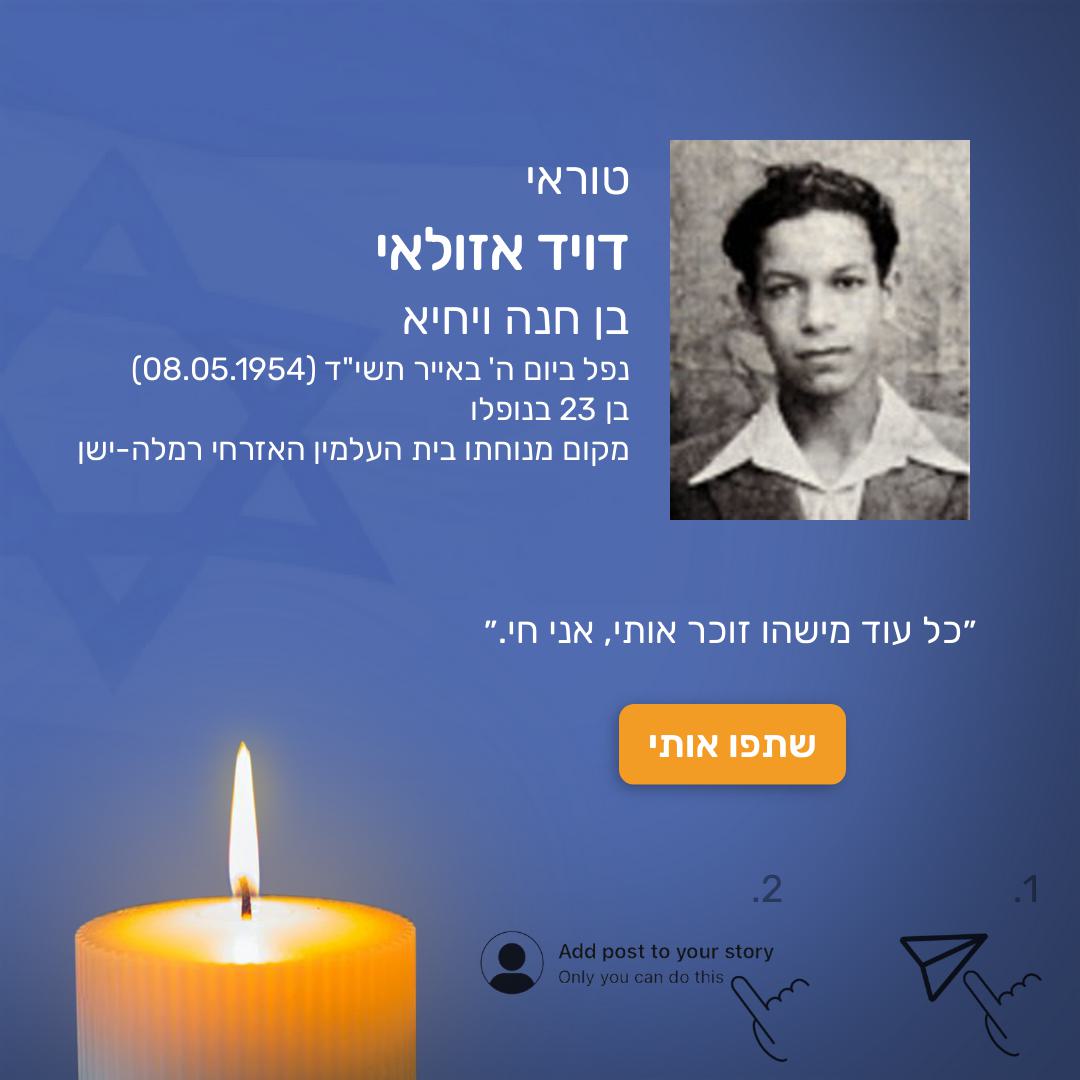 טוראי
דויד אזולאי
בן חנה ויחיא
נפל ביום ה' באייר תשי"ד (08.05.1954)
בן 23 בנופלו
מקום מנוחתו בית העלמין האזרחי רמלה-ישן
״כל עוד מישהו זוכר אותי, אני חי.״
שתפו אותי
1.
2.
Add post to your story
Only you can do this